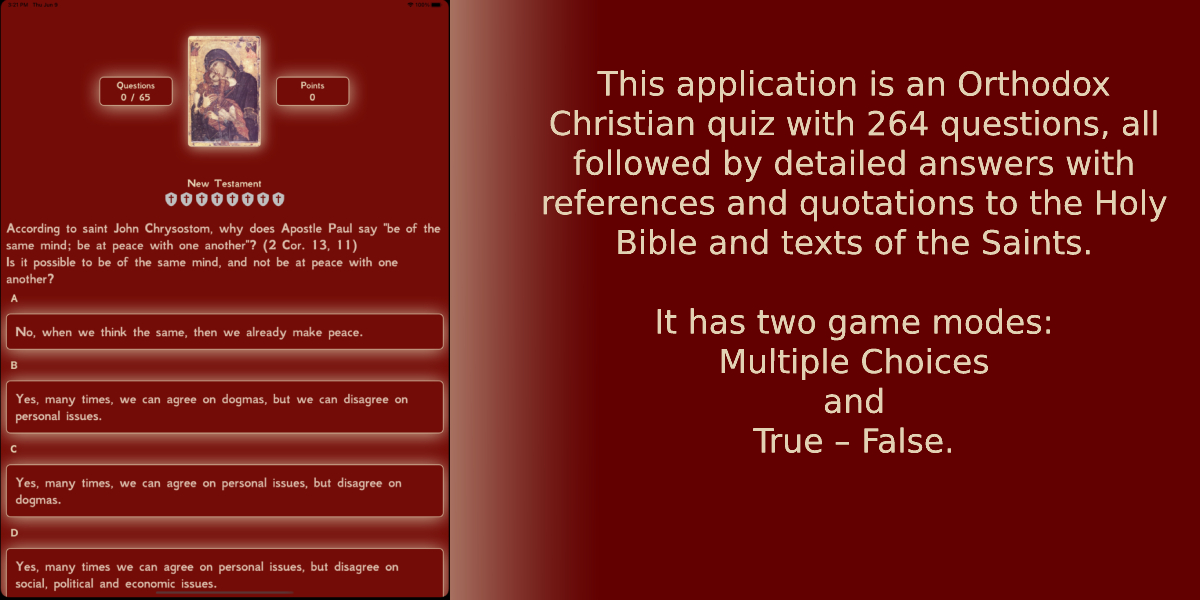 3:21 PM Thu Jul 6
100%
Questions
0 / 65
Points
0
New Testament
According to saint John Chrysostom, why does Apostle Paul say "be of the
same mind; be at peace with one another"? (2 Cor. 13, 11)
Is it possible to be of the same mind, and not be at peace with one
another?
A
No, when we think the same, then we already make peace.
B
Yes, many times, we can agree on dogmas, but we can disagree on
personal issues.
C
Yes, many times, we can agree on personal issues, but disagree on
dogmas.
D
Yes, many times we can agree on personal issues, but disagree on
social, political and economic issues.
This application is an Orthodox
Christian quiz with 264 questions, all
followed by detailed answers with
references and quotations to the Holy
Bible and texts of the Saints.
It has two game modes:
Multiple Choices
and
True – False.